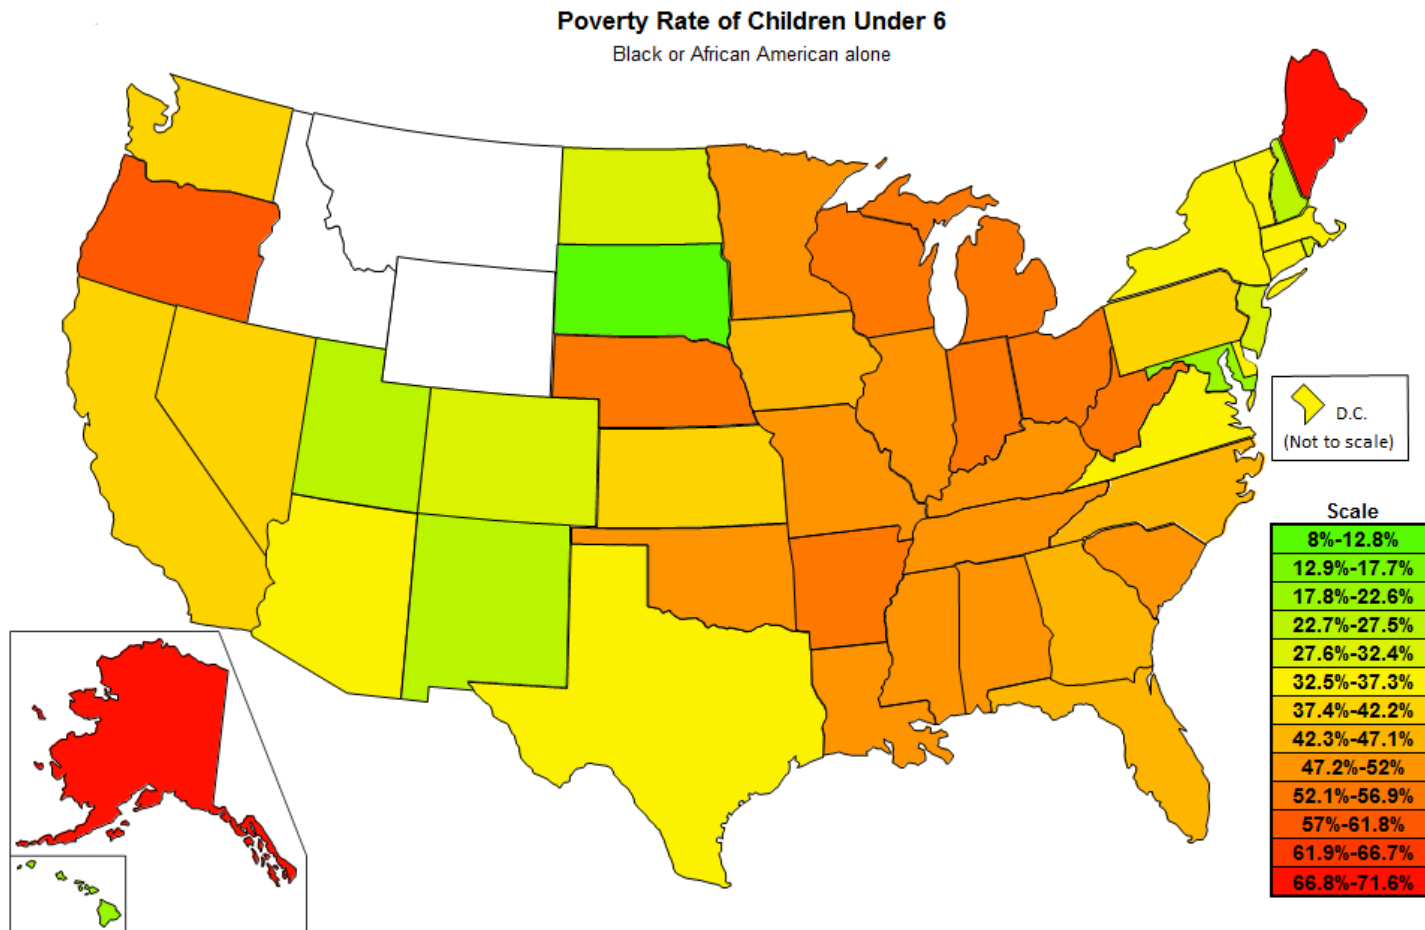 Poverty Rate of Children Under 6
Black or African American alone
D.C.
(Not to scale)
Scale
8%-12.8%
12.9%-17.7%
17.8%-22.6%
22.7%-27.5%
27.6%-32.4%
32.5%-37.3%
37.4%-42.2%
42.3%-47.1%
47.2%-52%
52.1%-56.9%
57%-61.8%
61.9%-66.7%
66.8%-71.6%